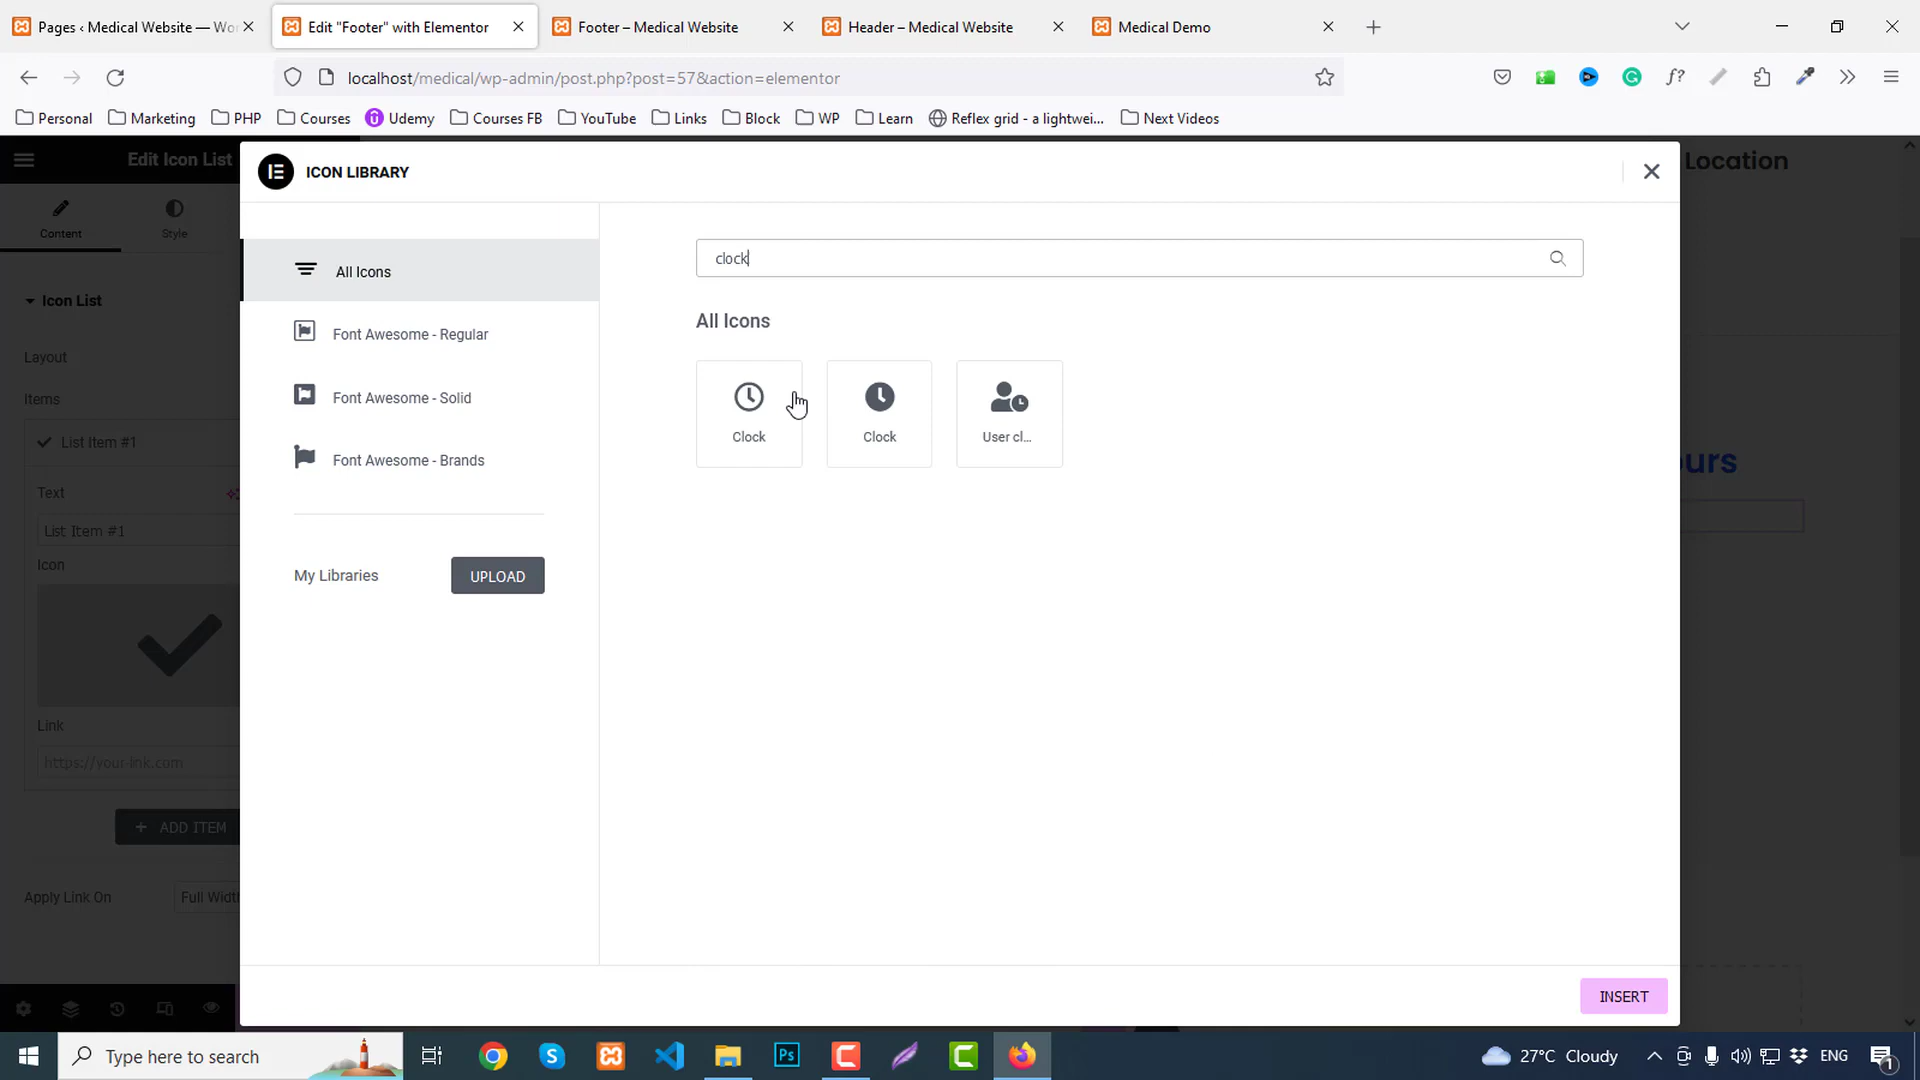 Pages ‹ Medical Website — Wor
Edit "Footer" with Elementor
Footer – Medical Website
Header – Medical Website
Medical Demo
localhost/medical/wp-admin/post.php?post=57&action=elementor
Personal
Marketing
PHP
Courses
Udemy
Courses FB
YouTube
Links
Block
WP
Learn
Reflex grid - a lightwei...
Next Videos
Edit Icon List
Content
Style
Icon List
Layout
Items
List Item #1
Text
List Item #1
Icon
Link
https://your-link.com
ADD ITEM
Apply Link On
Full Width
ICON LIBRARY
All Icons
Font Awesome - Regular
Font Awesome - Solid
Font Awesome - Brands
My Libraries
UPLOAD
clock
All Icons
Clock
Clock
User cl...
INSERT
Location
ours
Type here to search
Ps
27°C Cloudy
ENG
1